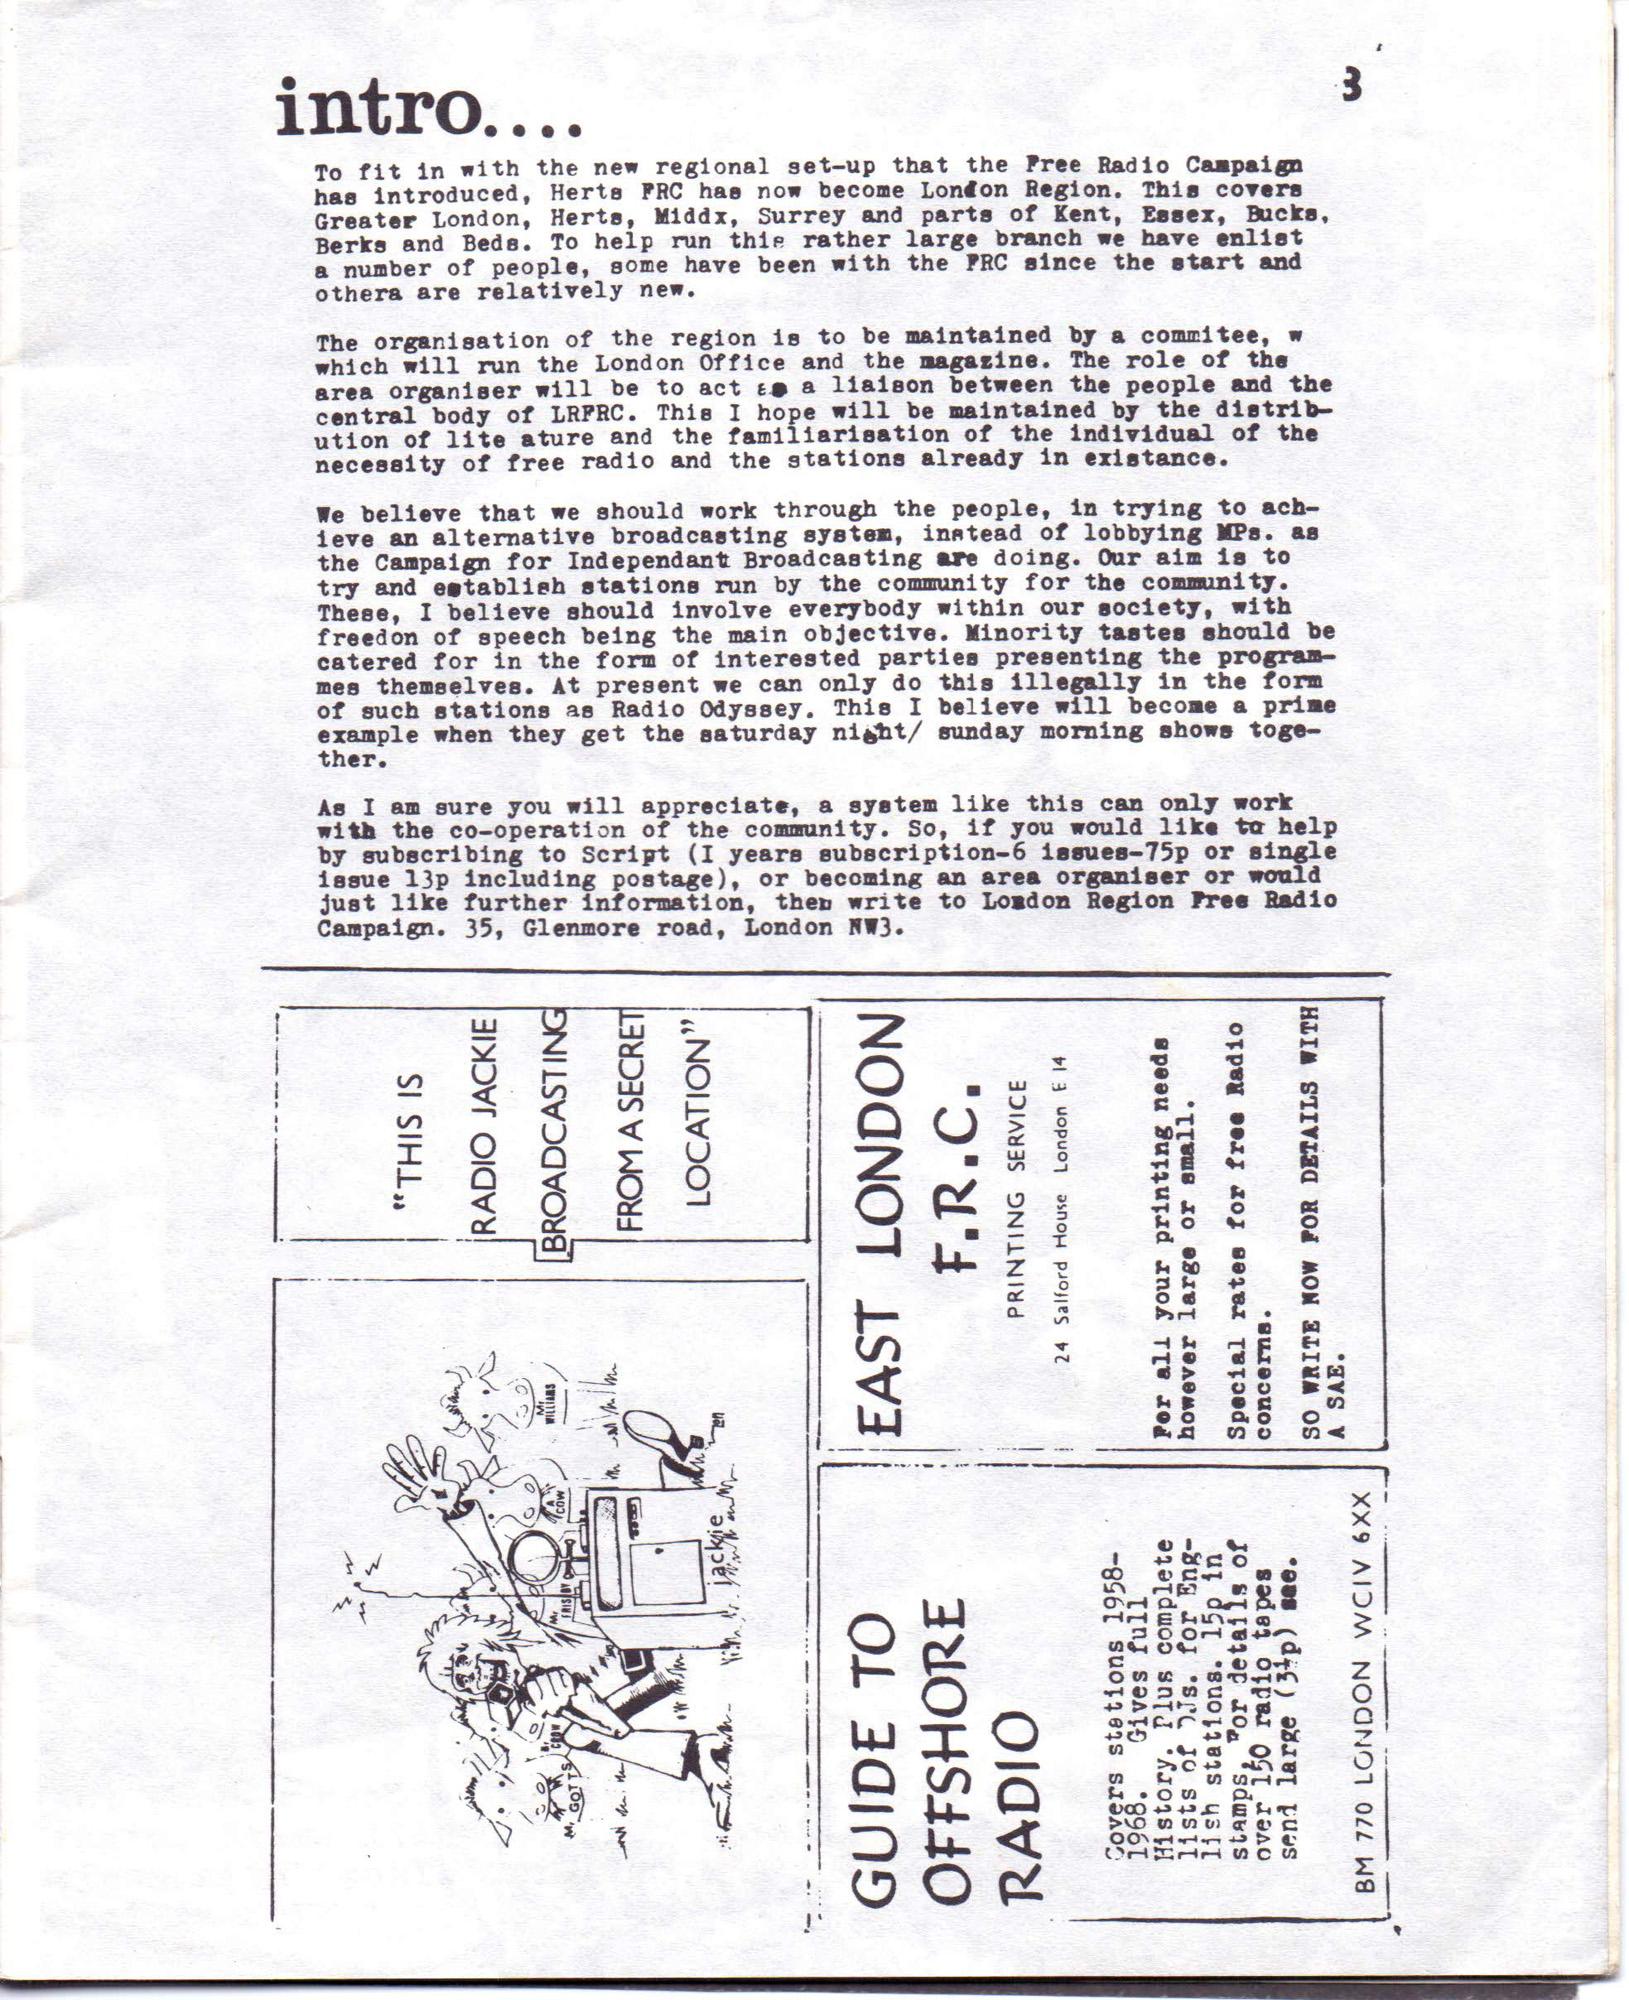 3
intro....
To fit in with the new regional set-up that the Free Radio Campaign
has introduced, Herts FRC has now become London Region. This covers
Greater London, Herts, Middx, Surrey and parts of Kent, Essex, Bucks,
Berks and Beds. To help run this rather large branch we have enlist
a number of people, some have been with the FRC since the start and
othera are relatively new.
The organisation of the region is to be maintained by a commitee, w
which will run the London Office and the magazine. The role of the
area organiser will be to act as a liaison between the people and the
central body of LRFRC. This I hope will be maintained by the distrib-
ution of lite ature and the familiarisation of the individual of the
necessity of free radio and the stations already in existance.
We believe that we should work through the people, in trying to ach-
ieve an alternative broadcasting system, instead of lobbying MPs. as
the Campaign for Independant Broadcasting are doing. Our aim is to
try and establish stations run by the community for the community.
These, I believe should involve everybody within our society, with
freedon of speech being the main objective. Minority tastes should be
catered for in the form of interested parties presenting the program-
mes themselves. At present we can only do this illegally in the form
of such stations as Radio Odyssey. This I believe will become a prime
example when they get the saturday night/ sunday morning shows toge-
ther.
As I am sure you will appreciate, a system like this can only work
with the co-operation of the community. So, if you would like to help
by subscribing to Script (I years subscription-6 issues-75p or single
issue 13p including postage), or becoming an area organiser or would
just like further information, then write to London Region Free Radio
Campaign. 35, Glenmore road, London NW3.
"THIS IS
RADIO JACKIE
BROADCASTING
FROM A SECRET
LOCATION"
Mr WILLIAMS
A COW
Mr FRISBY
Mr COW
Mr GOTTS
jackie
EAST LONDON
F.R.C.
PRINTING SERVICE
24 Salford House London E 14
For all your printing needs
however large or small.
Special rates for free Radio
concerns.
SO WRITE NOW FOR DETAILS WITH
A SAE.
GUIDE TO
OFFSHORE
RADIO
Covers stations 1958-
1968. Gives full
History. Plus complete
lists of DJs. for Eng-
lish stations. 15p in
stamps. For details of
over 150 radio tapes
send large (3½p) sae.
BM 770 LONDON WCIV 6XX